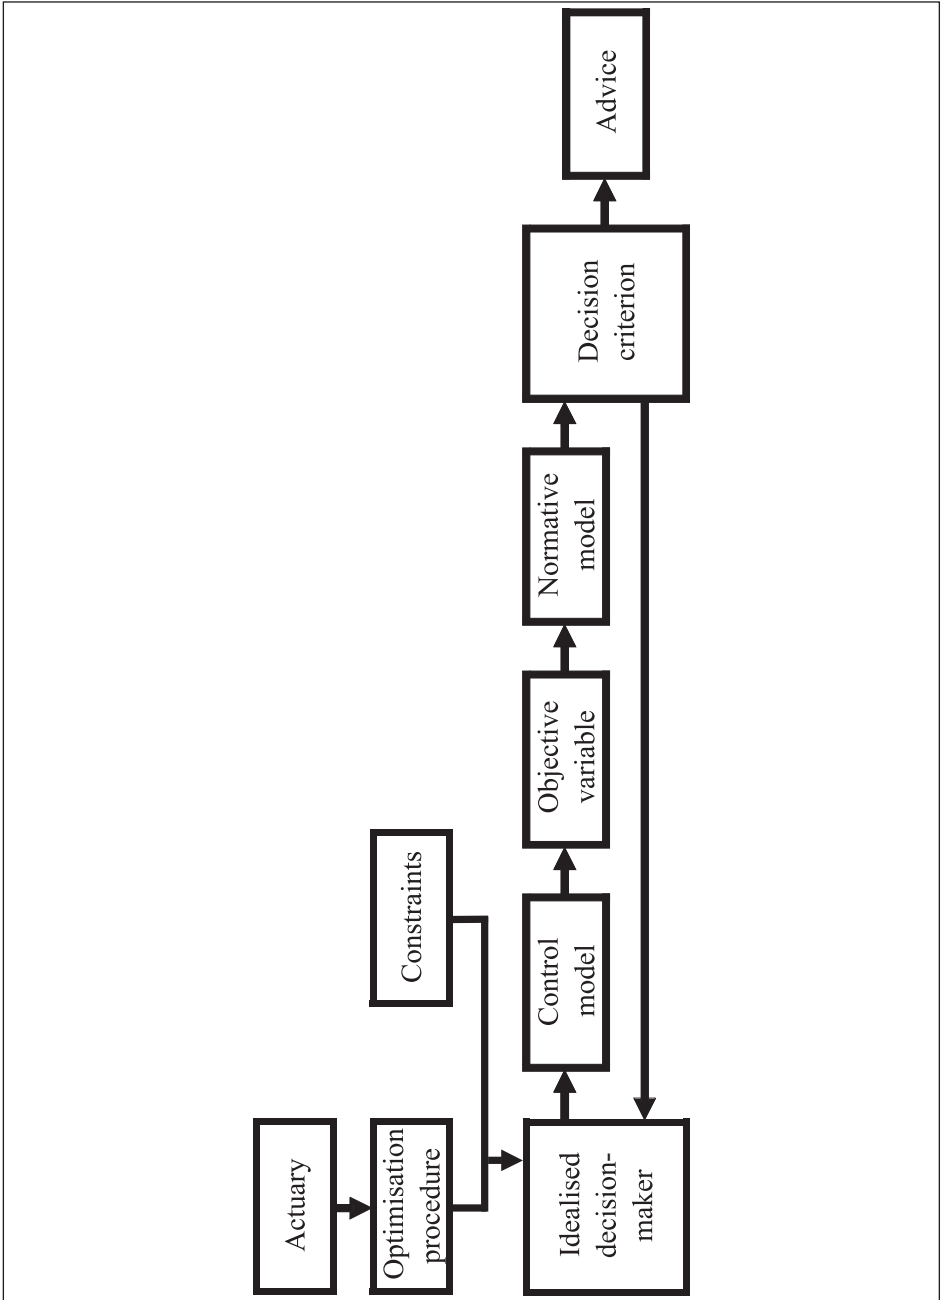 Actuary
Optimisation
procedure
Constraints
Idealised
decision-
maker
Control
model
Objective
variable
Normative
model
Decision
criterion
Advice